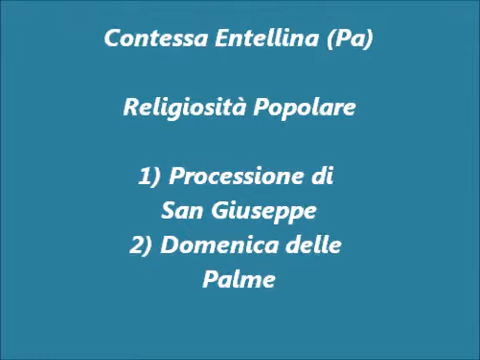 Contessa Entellina (Pa)
Religiosità Popolare
1) Processione di
San Giuseppe
2) Domenica delle
Palme